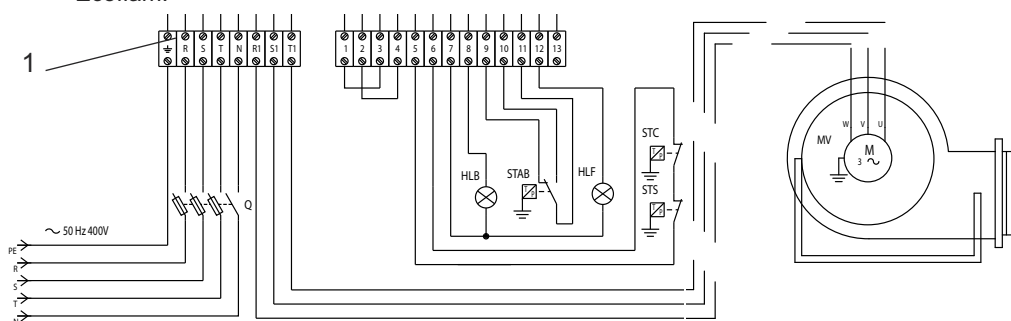 1
⏚ R S T N R1 S1 T1
1 2 3 4 5 6 7 8 9 10 11 12 13
STC
W V U
MV
M
3 ~
HLB
STAB
HLF
T P
T P
STS
T P
Q
~ 50 Hz 400V
PE
R
S
T